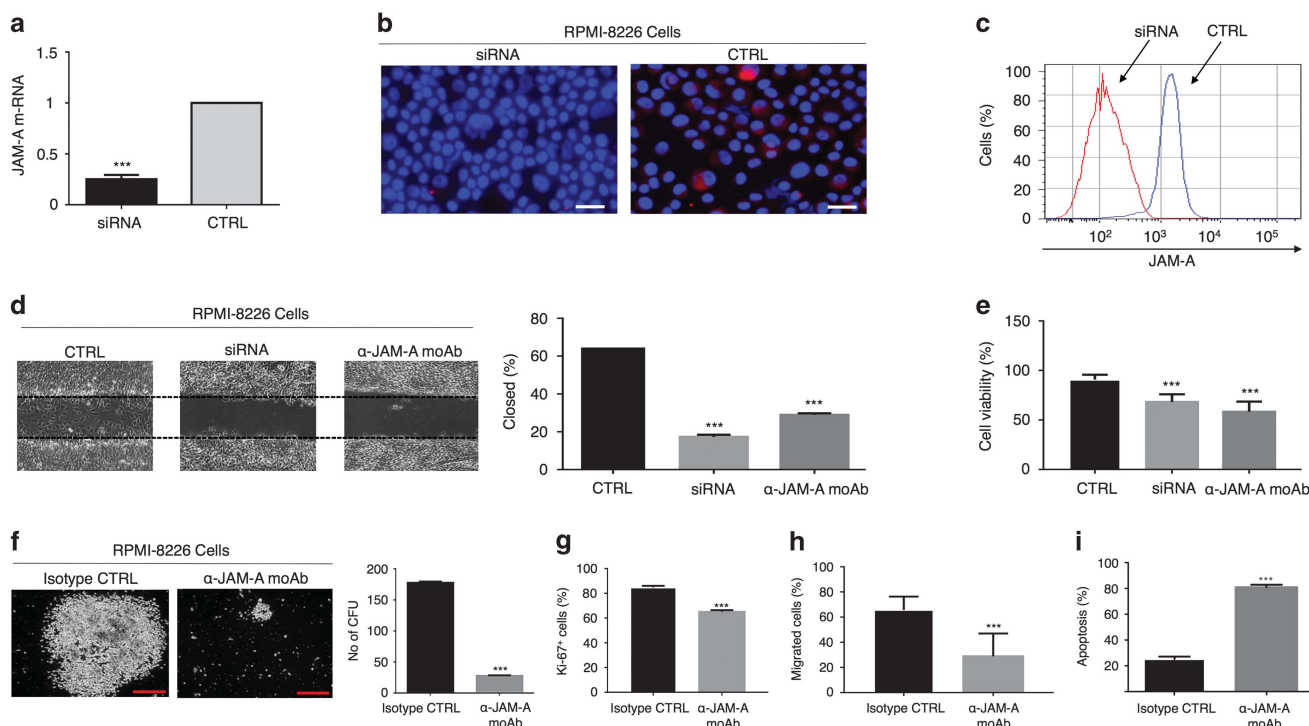 a
JAM-A m-RNA
1.5
1
0.5
0
***
siRNA
CTRL
b
RPMI-8226 Cells
siRNA
CTRL
c
siRNA
CTRL
Cells (%)
100
80
60
40
20
0
10²
10³
10⁴
10⁵
JAM-A
d
RPMI-8226 Cells
CTRL
siRNA
α-JAM-A moAb
Closed (%)
80
60
40
20
0
***
***
CTRL
siRNA
α-JAM-A moAb
e
Cell viability (%)
150
100
50
0
***
***
CTRL
siRNA
α-JAM-A moAb
f
RPMI-8226 Cells
Isotype CTRL
α-JAM-A moAb
No of CFU
200
150
100
50
0
***
Isotype CTRL
α-JAM-A
moAb
g
Ki-67⁺ cells (%)
100
80
60
40
20
0
***
Isotype CTRL
α-JAM-A
moAb
h
Migrated cells (%)
100
80
60
40
20
0
***
Isotype CTRL
α-JAM-A
moAb
i
Apoptosis (%)
100
80
60
40
20
***
Isotype CTRL
α-JAM-A
moAb